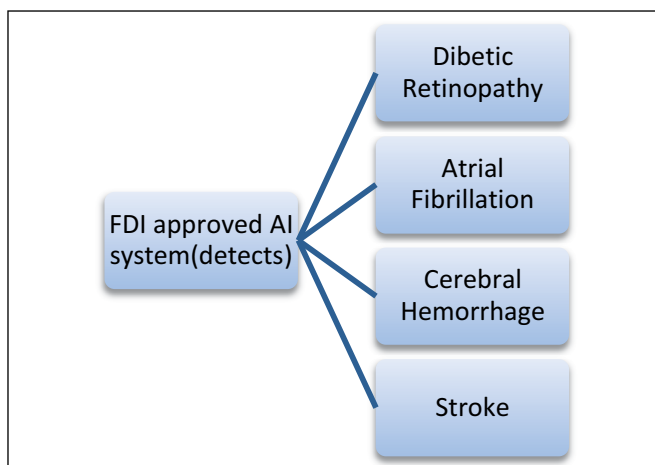 FDI approved AI
system(detects)
Dibetic
Retinopathy
Atrial
Fibrillation
Cerebral
Hemorrhage
Stroke